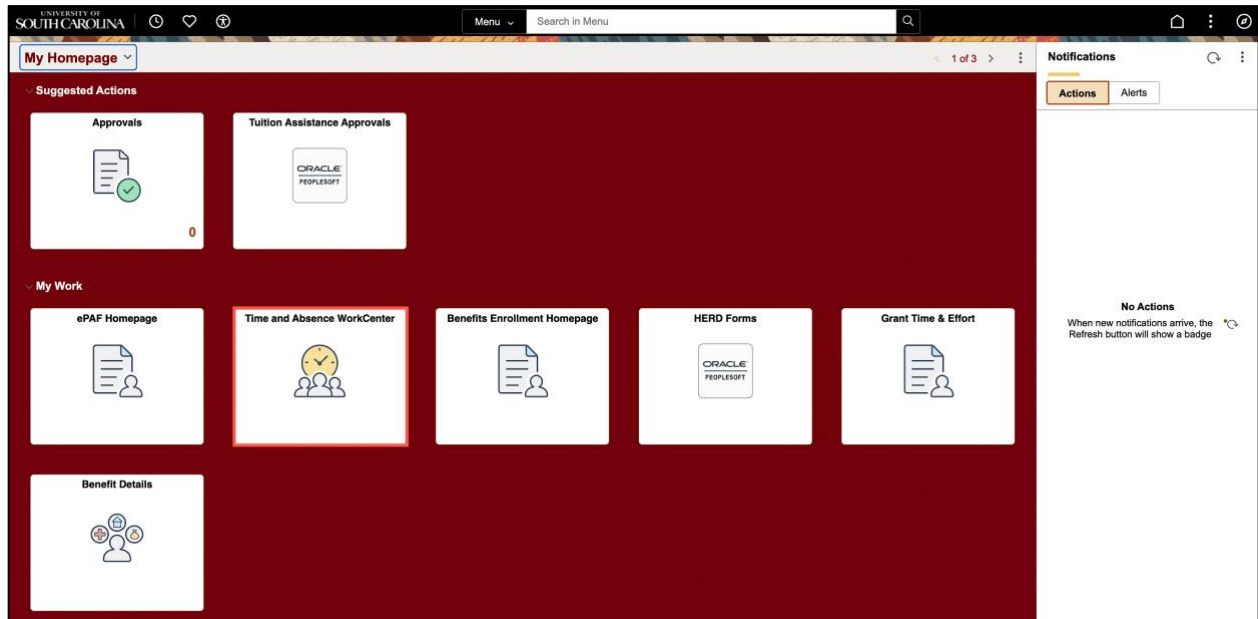 UNIVERSITY OF
SOUTH CAROLINA
Menu
Search in Menu
My Homepage
1 of 3
Notifications
Actions
Alerts
Suggested Actions
Approvals
0
Tuition Assistance Approvals
ORACLE
PEOPLESOFT
My Work
ePAF Homepage
Time and Absence WorkCenter
Benefits Enrollment Homepage
HERD Forms
ORACLE
PEOPLESOFT
Grant Time & Effort
Benefit Details
No Actions
When new notifications arrive, the
Refresh button will show a badge